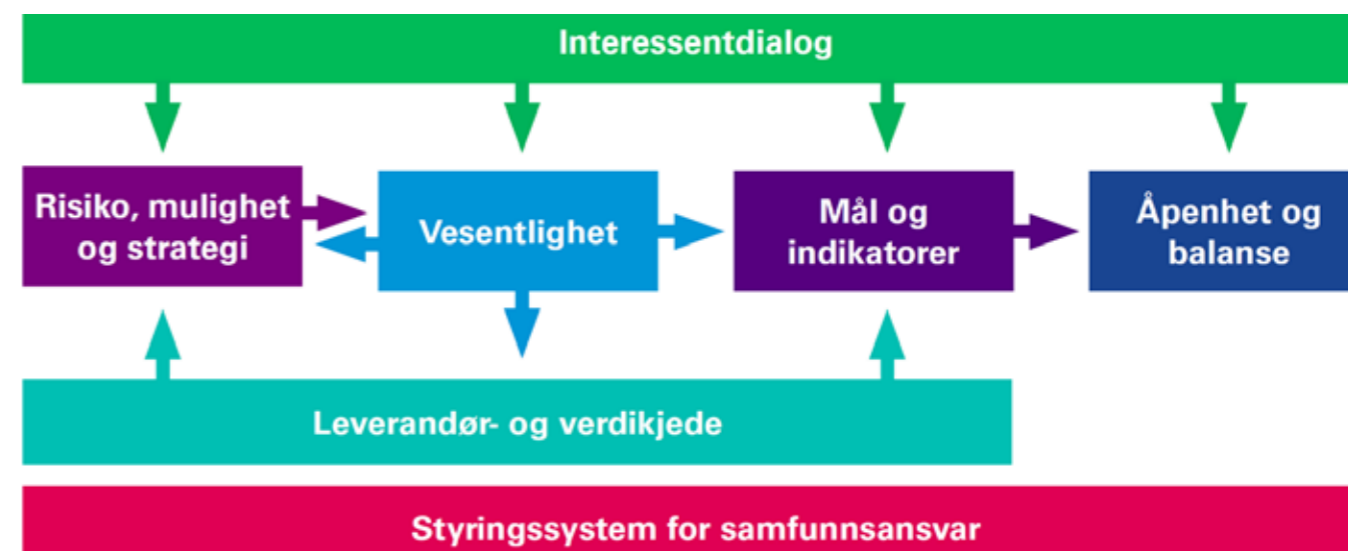 Interessentdialog
Risiko, mulighet
og strategi
Vesentlighet
Mål og
indikatorer
Åpenhet og
balanse
Leverandør- og verdikjede
Styringssystem for samfunnsansvar